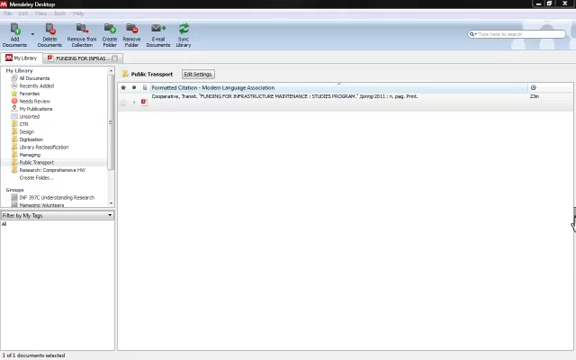 Mendeley Desktop
File Edit View Tools Help
Add Documents
Delete Documents
Remove from Collection
Create Folder
Remove Folder
E-mail Documents
Sync Library
Type here to search
My Library
FUNDING FOR INFRAS...
My Library
All Documents
Recently Added
Favorites
Needs Review
My Publications
Unsorted
CTR
Design
Digitization
Library Reclassification
Managing
Public Transport
Research: Comprehensive HW
Create Folder...
Groups
INF 397C Understanding Research
Managing Volunteers
Filter by My Tags
All
Public Transport
Edit Settings
Formatted Citation - Modern Language Association
Cooperative, Transit. "FUNDING FOR INFRASTRUCTURE MAINTENANCE : STUDIES PROGRAM." Spring 2011 : n. pag. Print.
23m
1 of 1 documents selected